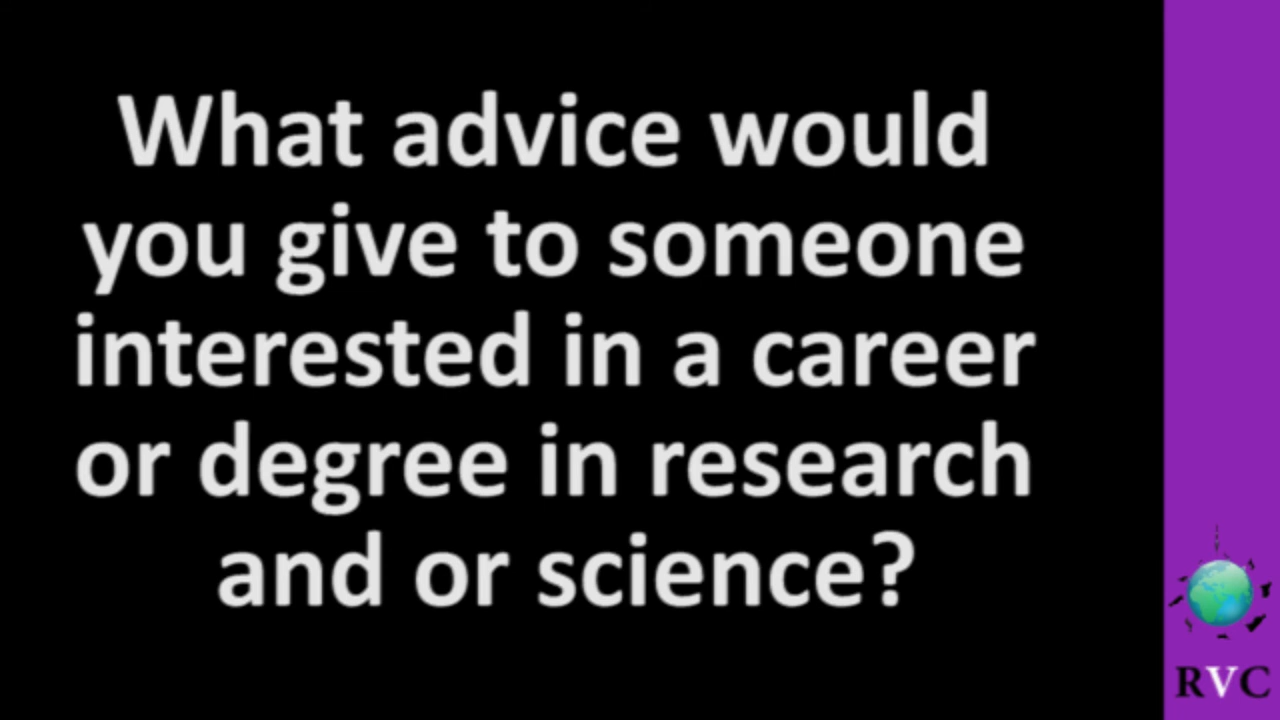 What advice would
you give to someone
interested in a career
or degree in research
and or science?
RVC